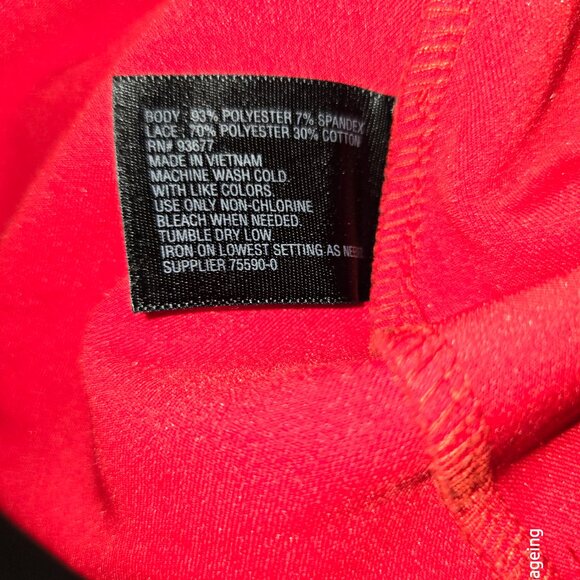 BODY : 93% POLYESTER 7% SPANDEX
LACE : 70% POLYESTER 30% COTTON
RN# 93677
MADE IN VIETNAM
MACHINE WASH COLD.
WITH LIKE COLORS.
USE ONLY NON-CHLORINE
BLEACH WHEN NEEDED.
TUMBLE DRY LOW.
IRON ON LOWEST SETTING AS
SUPPLIER 75590-0
ageing